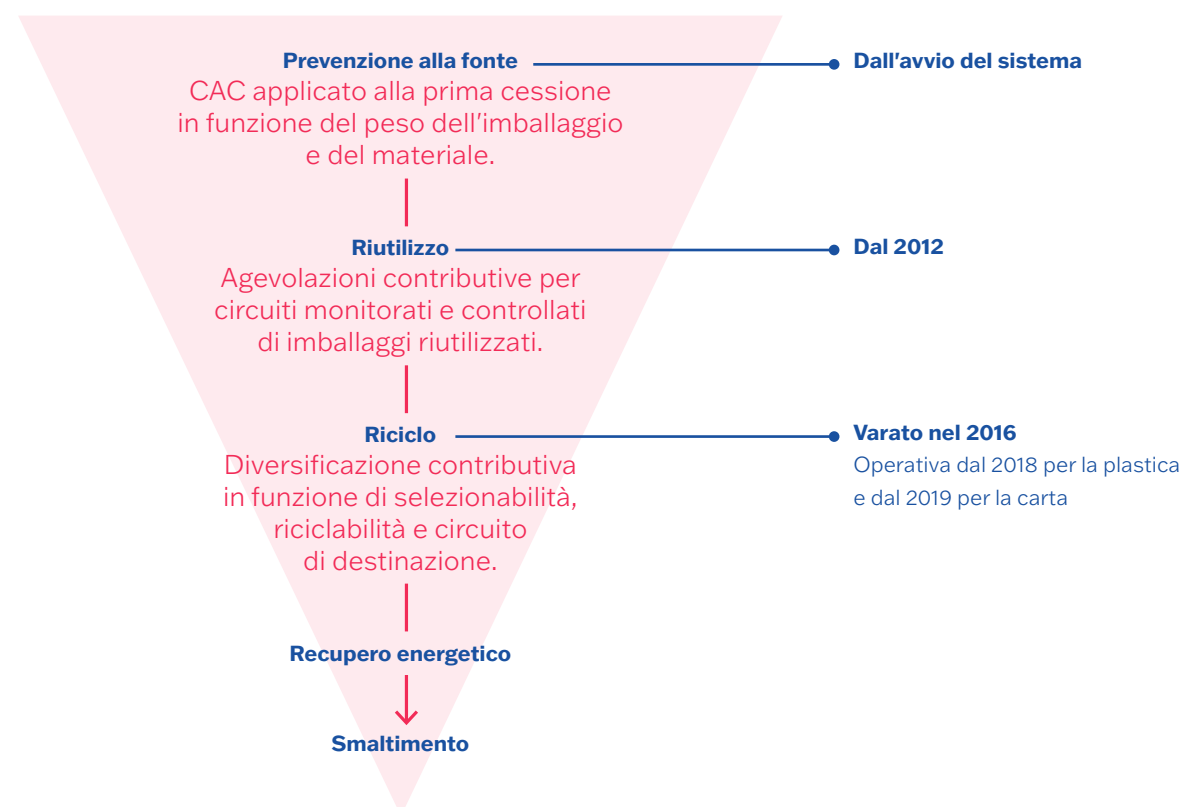 Prevenzione alla fonte
Dall'avvio del sistema
CAC applicato alla prima cessione
in funzione del peso dell'imballaggio
e del materiale.
Riutilizzo
Dal 2012
Agevolazioni contributive per
circuiti monitorati e controllati
di imballaggi riutilizzati.
Riciclo
Varato nel 2016
Operativa dal 2018 per la plastica
e dal 2019 per la carta
Diversificazione contributiva
in funzione di selezionabilità,
riciclabilità e circuito
di destinazione.
Recupero energetico
Smaltimento